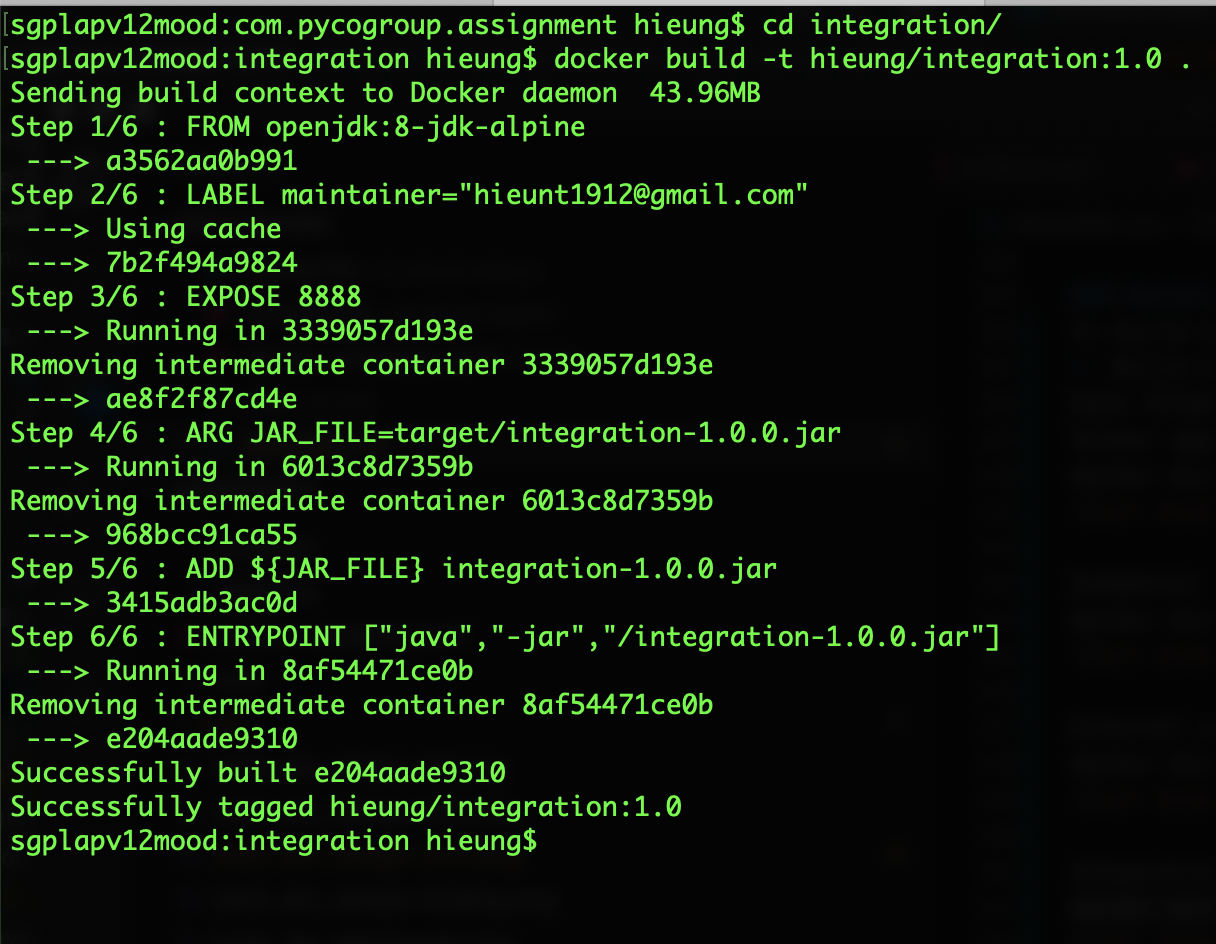 [sgplapv12mood:com.pycogroup.assignment hieung$ cd integration/
[sgplapv12mood:integration hieung$ docker build -t hieung/integration:1.0 .
Sending build context to Docker daemon  43.96MB
Step 1/6 : FROM openjdk:8-jdk-alpine
 ---> a3562aa0b991
Step 2/6 : LABEL maintainer="hieunt1912@gmail.com"
 ---> Using cache
 ---> 7b2f494a9824
Step 3/6 : EXPOSE 8888
 ---> Running in 3339057d193e
Removing intermediate container 3339057d193e
 ---> ae8f2f87cd4e
Step 4/6 : ARG JAR_FILE=target/integration-1.0.0.jar
 ---> Running in 6013c8d7359b
Removing intermediate container 6013c8d7359b
 ---> 968bcc91ca55
Step 5/6 : ADD ${JAR_FILE} integration-1.0.0.jar
 ---> 3415adb3ac0d
Step 6/6 : ENTRYPOINT ["java","-jar","/integration-1.0.0.jar"]
 ---> Running in 8af54471ce0b
Removing intermediate container 8af54471ce0b
 ---> e204aade9310
Successfully built e204aade9310
Successfully tagged hieung/integration:1.0
sgplapv12mood:integration hieung$